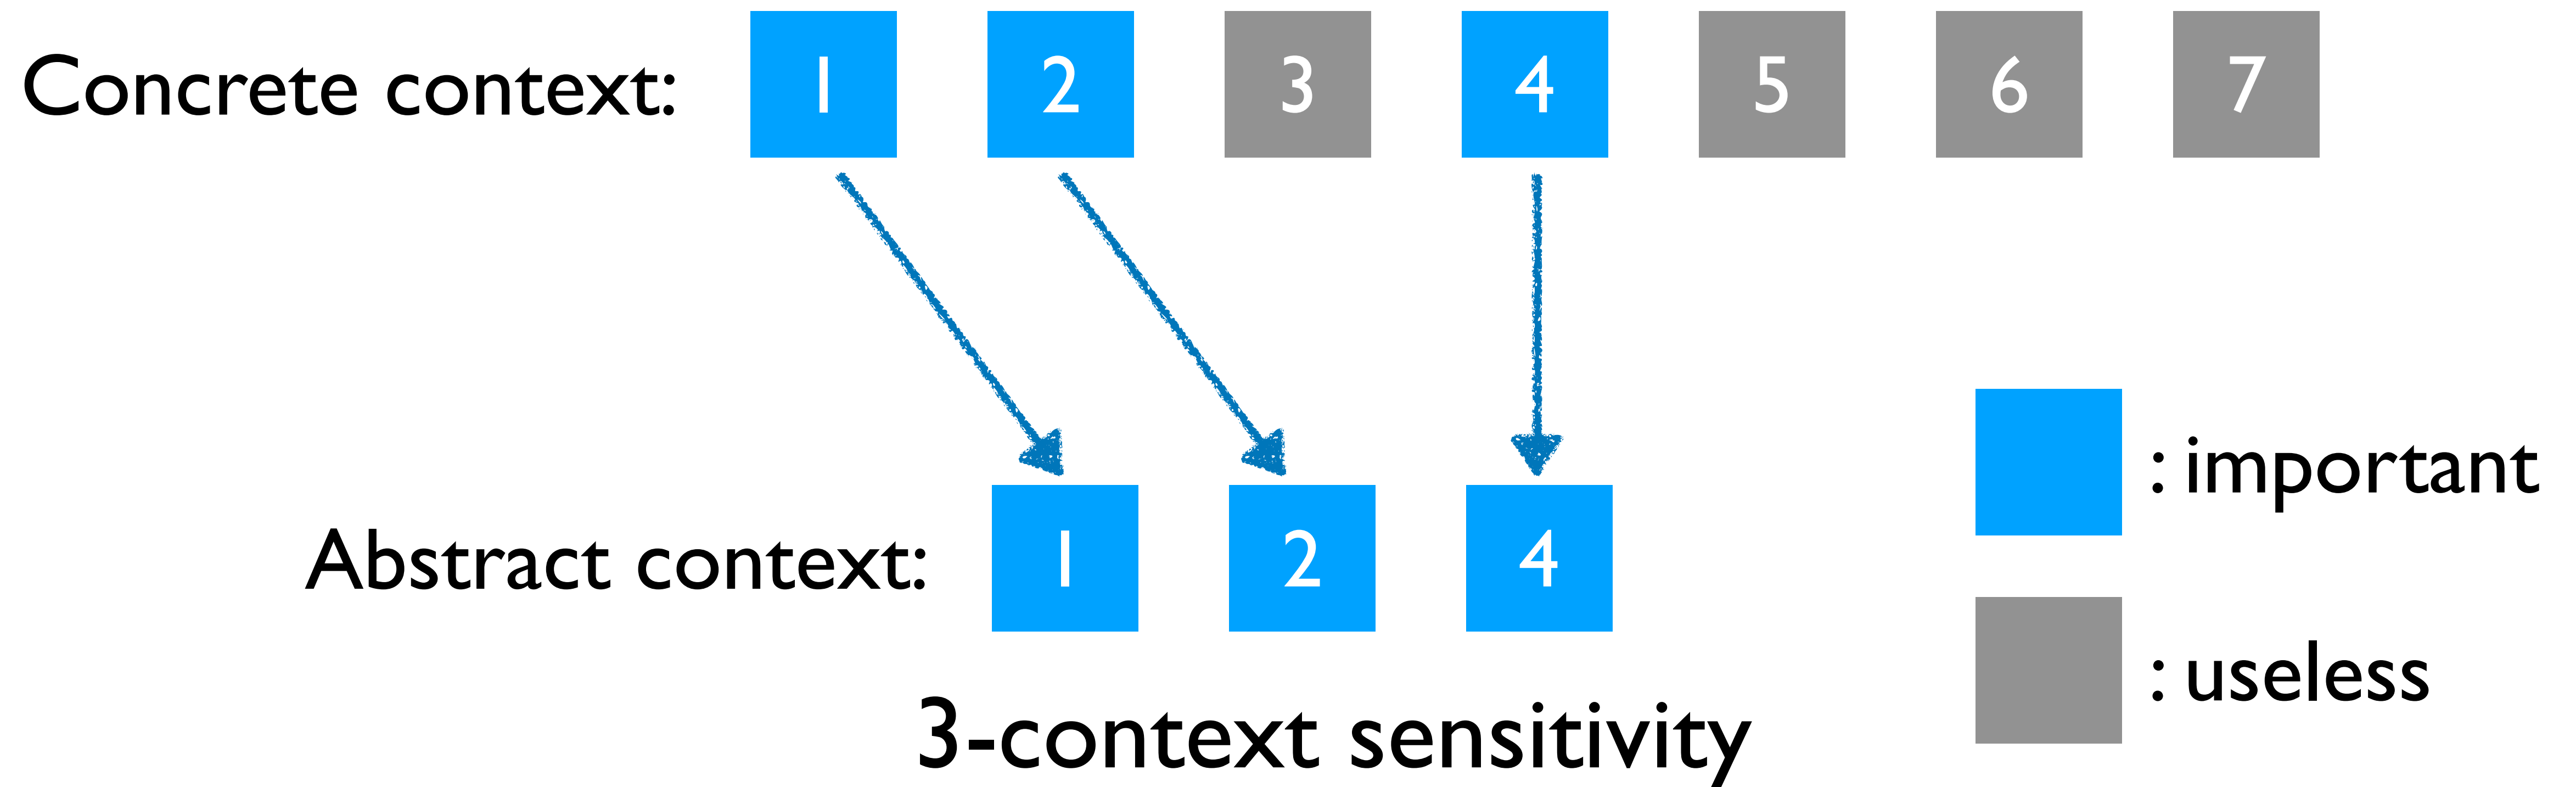 Concrete context: 1 2 3 4 5 6 7
: important
Abstract context: 1 2 4
: useless
3-context sensitivity